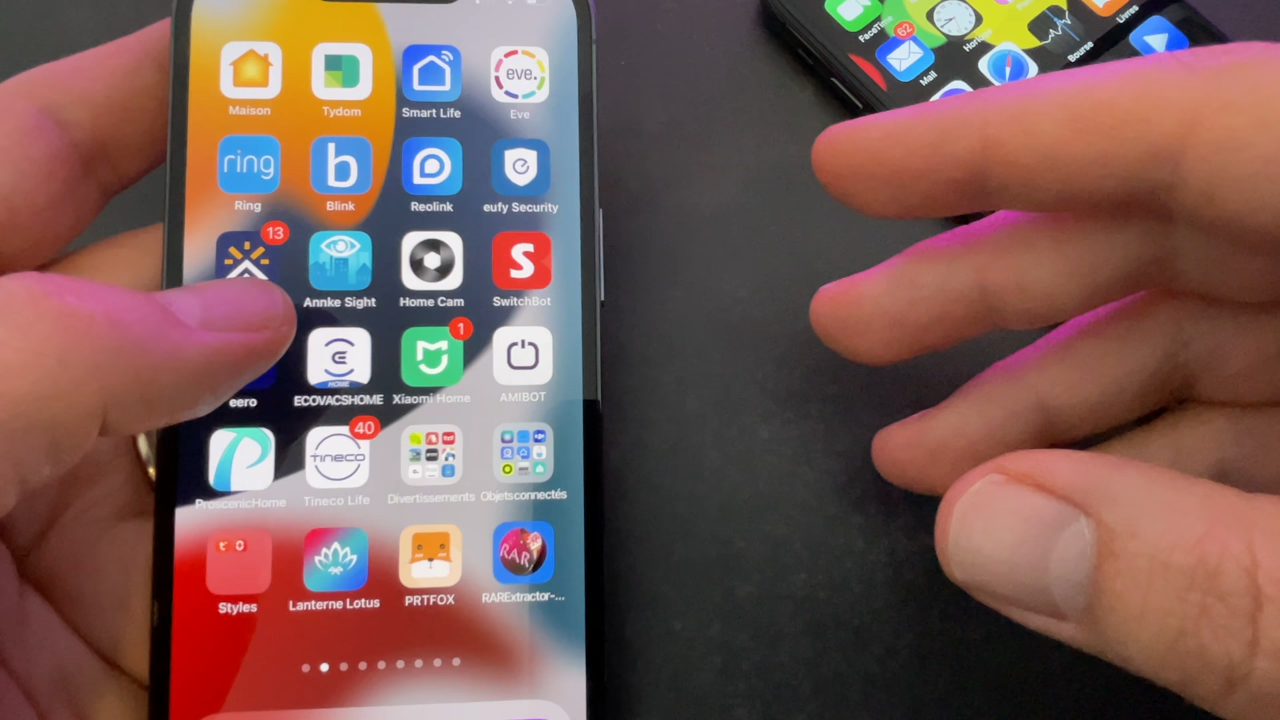 eve.
Maison
Tydom
Smart Life
Eve
ring
b
Ring
Blink
Reolink
eufy Security
13
S
Annke Sight
Home Cam
SwitchBot
HOME
1
eero
ECOVACSHOME
Xiaomi Home
AMIBOT
40
Tineco
ProscenicHome
Tineco Life
Divertissements
Objetsconnectés
RAR
Styles
Lanterne Lotus
PRTFOX
RARExtractor-...
62
Mail
Bourse
Livres